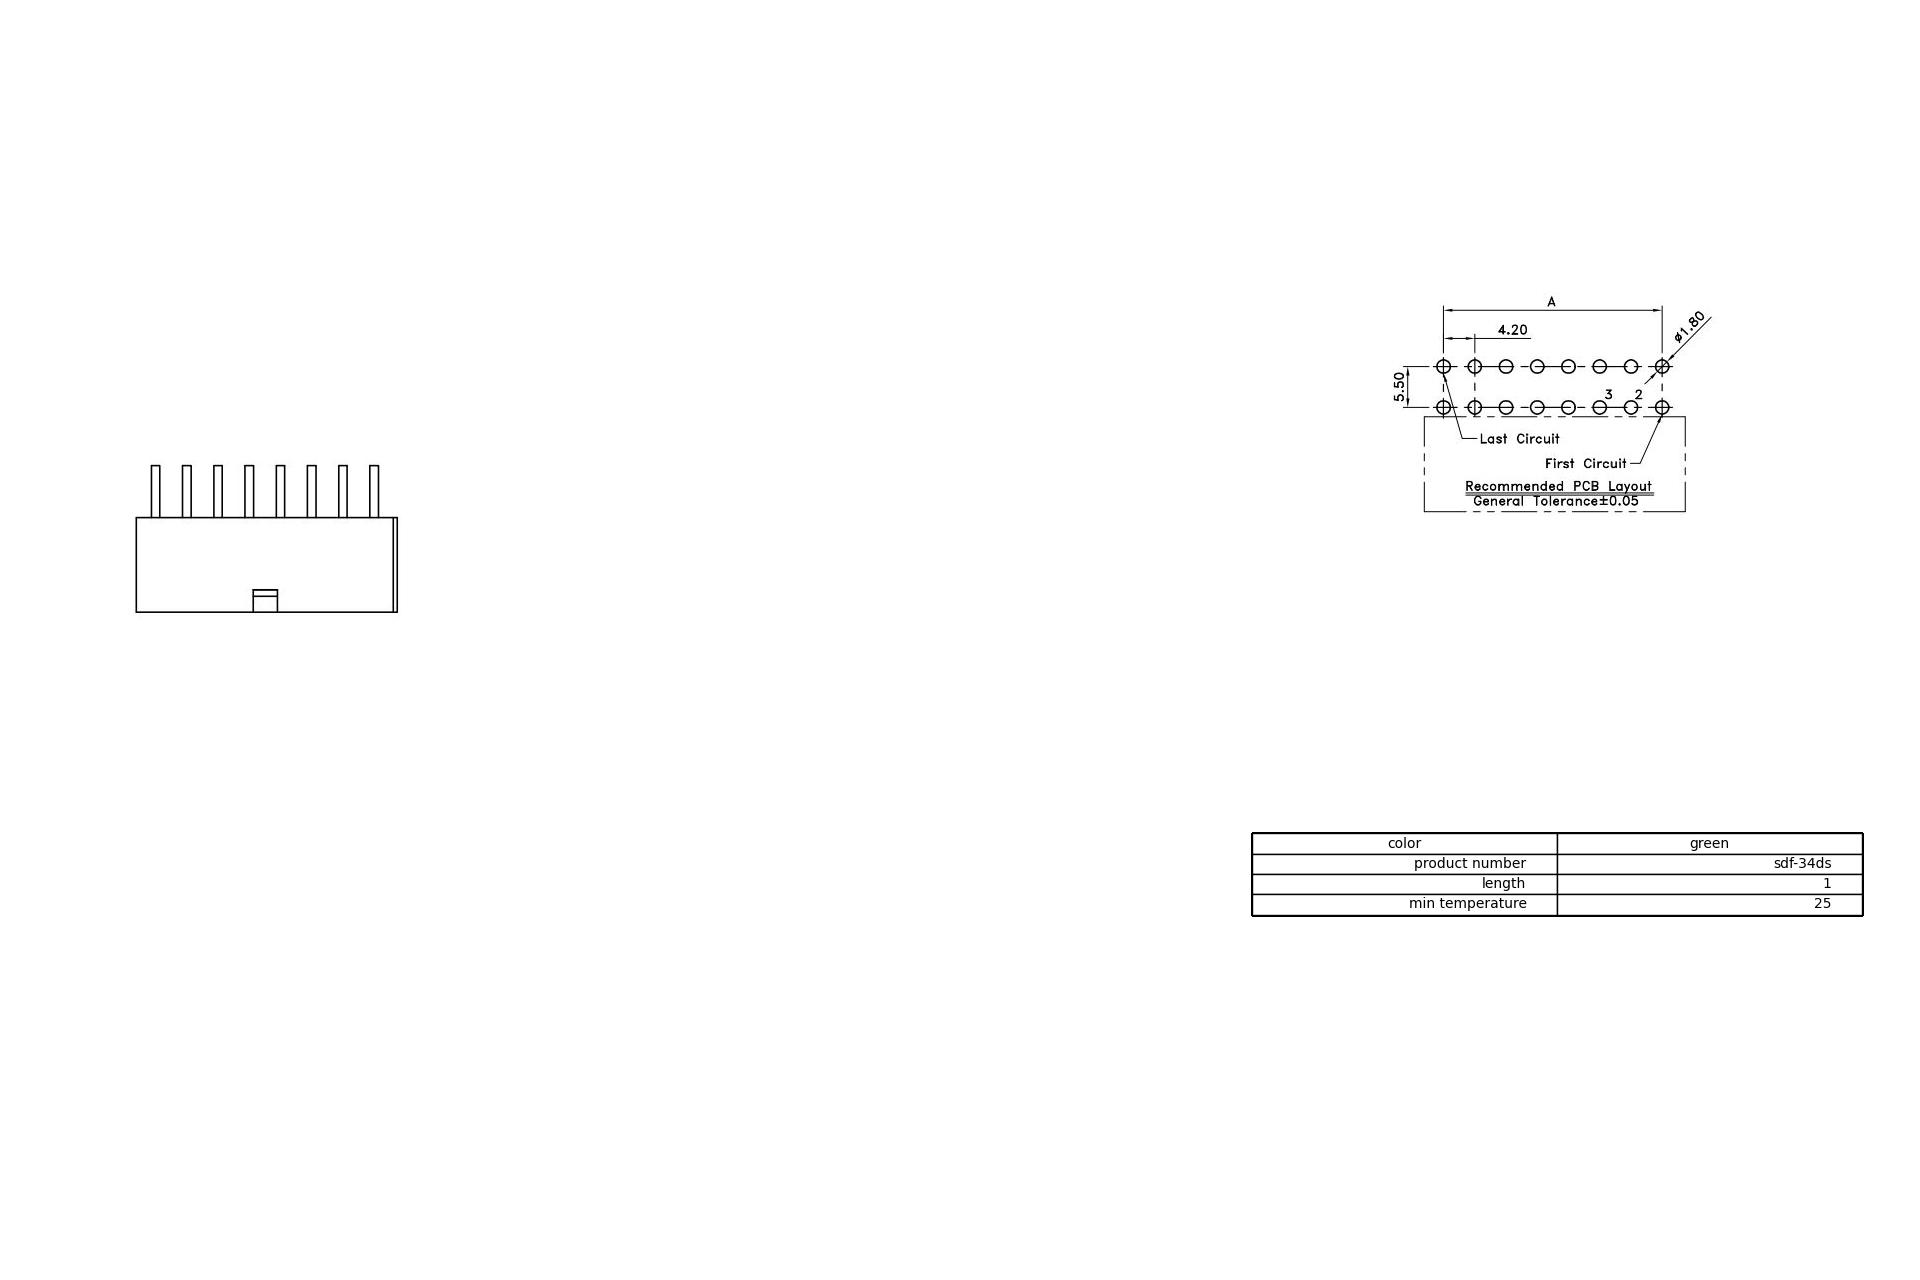 A
4.20
ø1.80
5.50
3 2
Last Circuit
First Circuit
Recommended PCB Layout
General Tolerance±0.05
color green
product number sdf-34ds
length 1
min temperature 25